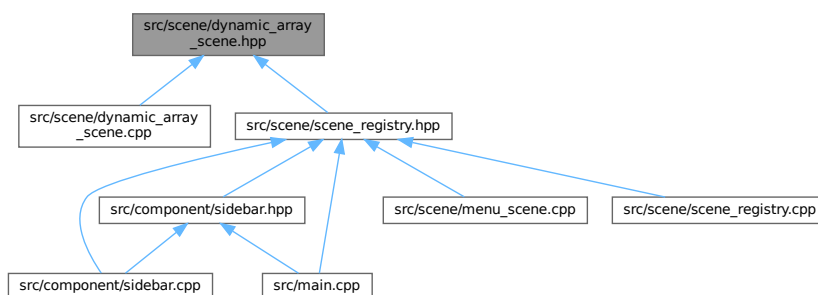 src/scene/dynamic_array
_scene.hpp
src/scene/dynamic_array
_scene.cpp
src/scene/scene_registry.hpp
src/component/sidebar.hpp
src/scene/menu_scene.cpp
src/scene/scene_registry.cpp
src/component/sidebar.cpp
src/main.cpp